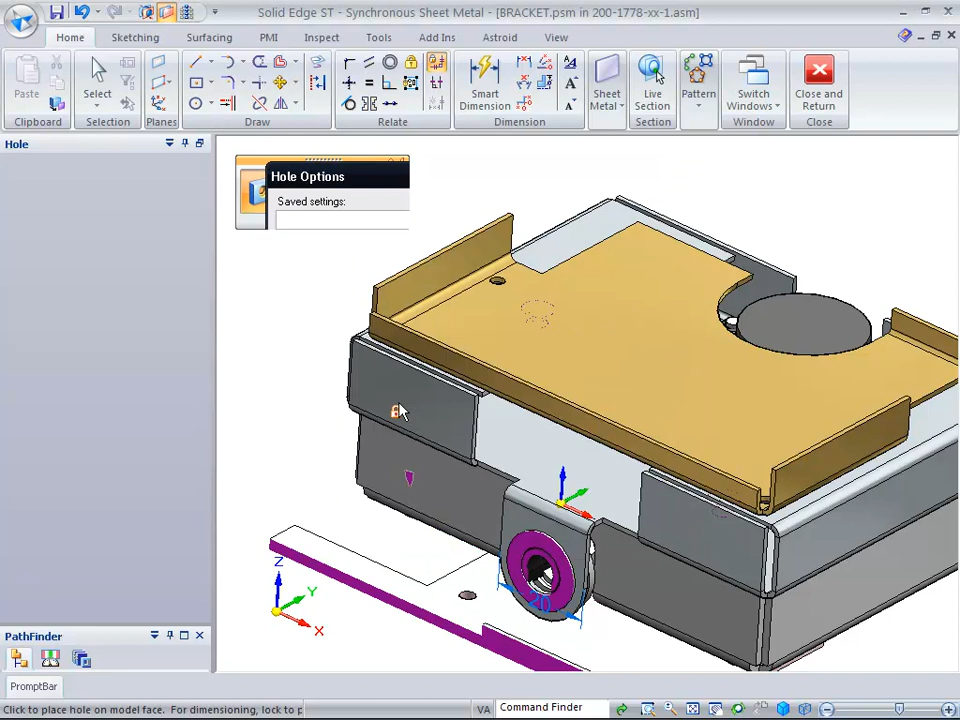 Solid Edge ST - Synchronous Sheet Metal - [BRACKET.psm in 200-1778-xx-1.asm]
Home Sketching Surfacing PMI Inspect Tools Add Ins Astroid View
Paste
Select
Smart Dimension
Sheet Metal
Live Section
Pattern
Switch Windows
Close and Return
Clipboard Selection Planes Draw Relate Dimension Section Window Close
Hole
Hole Options
Saved settings:
20
Z
Y
X
PathFinder
PromptBar
Click to place hole on model face. For dimensioning, lock to p
VA
Command Finder